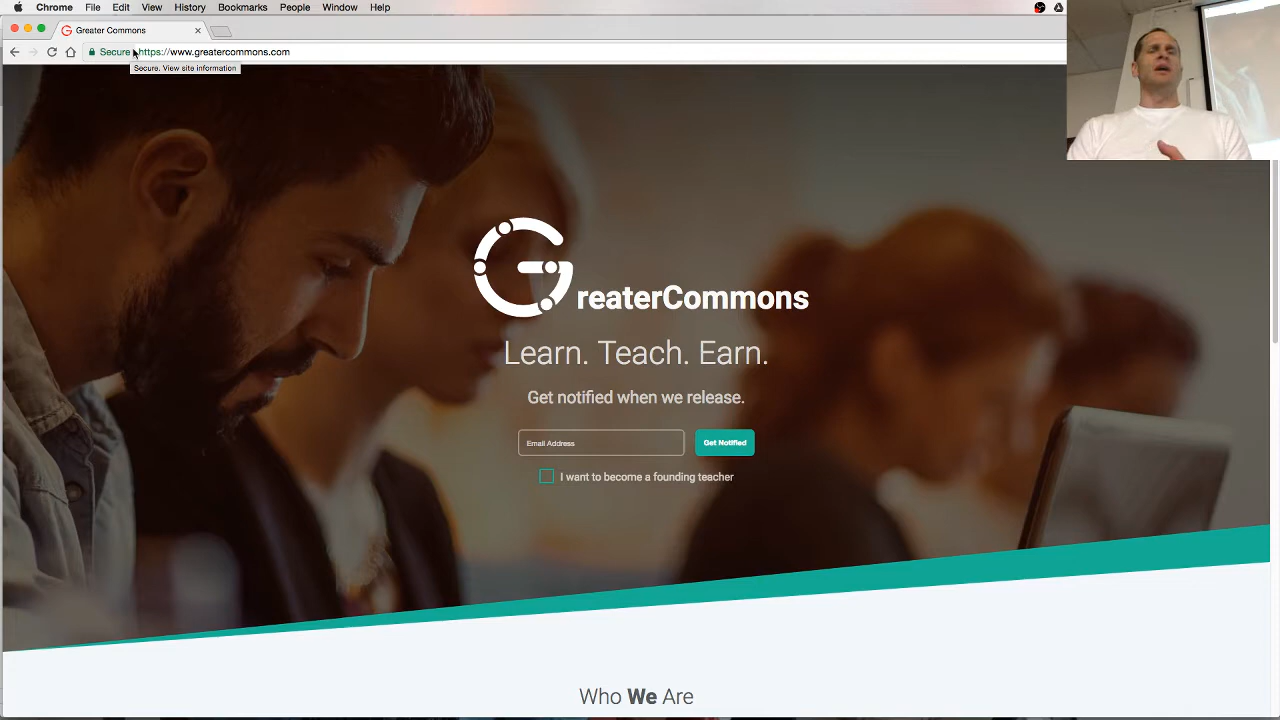 Chrome File Edit View History Bookmarks People Window Help
Greater Commons
Secure https://www.greatercommons.com
Secure. View site information
GreaterCommons
Learn. Teach. Earn.
Get notified when we release.
Email Address Get Notified
I want to become a founding teacher
Who We Are